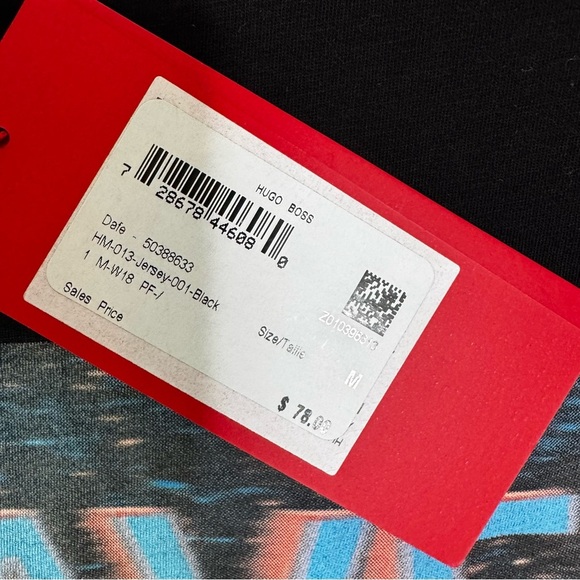 HUGO BOSS
7 28678 44608 0
Dafe - 50388633
HM-013-Jersey-001-Black
1 M-W18 PF-/
Sales Price
Size/Taille
M
$ 78.00